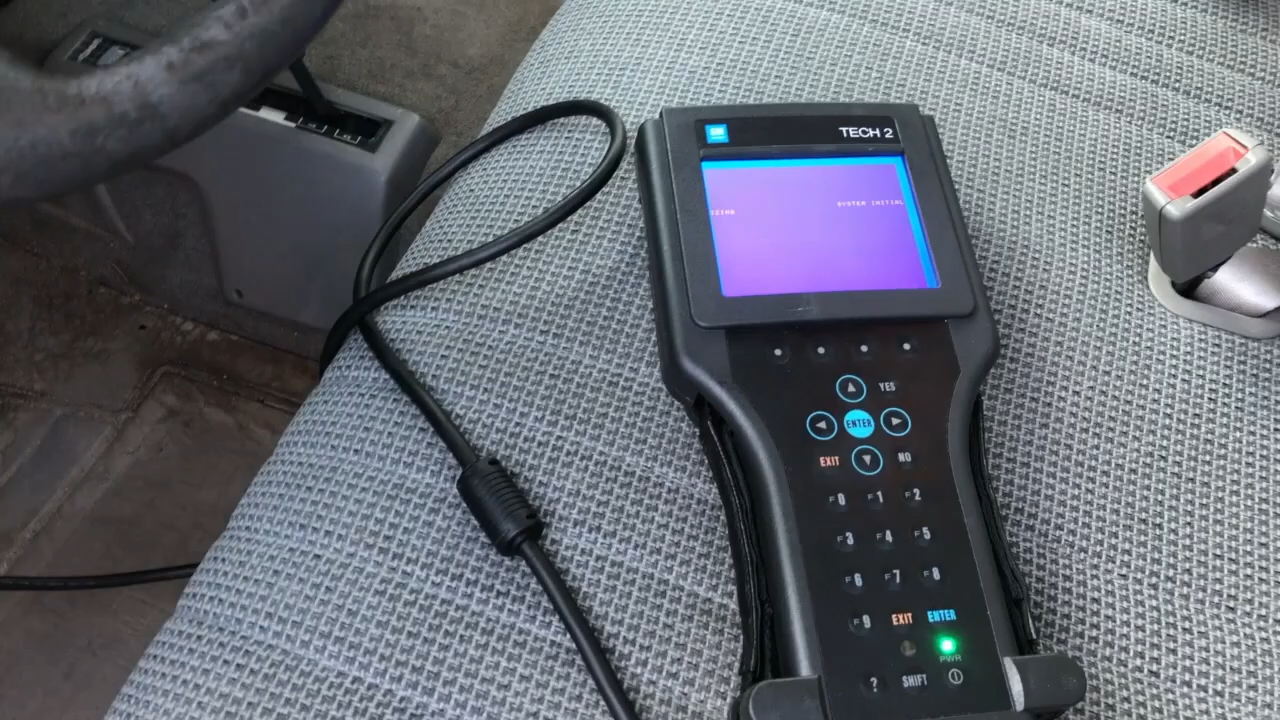 GM
TECH 2
IZING SYSTEM INITIAL
YES
ENTER
EXIT NO
F0 F1 F2
F3 F4 F5
F6 F7 F8
F9 EXIT ENTER
PWR
? SHIFT